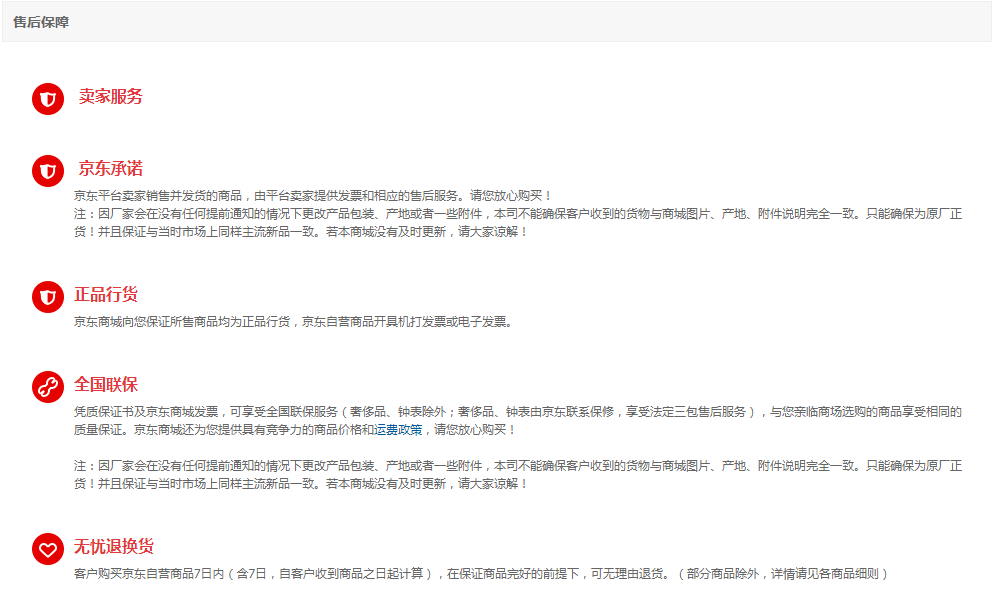 售后保障
卖家服务
京东承诺
京东平台卖家销售并发货的商品，由平台卖家提供发票和相应的售后服务。请您放心购买！
注：因厂家会在没有任何提前通知的情况下更改产品包装、产地或者一些附件，本司不能确保客户收到的货物与商城图片、产地、附件说明完全一致。只能确保为原厂正
货！并且保证与当时市场上同样主流新品一致。若本商城没有及时更新，请大家谅解！
正品行货
京东商城向您保证所售商品均为正品行货，京东自营商品开具机打发票或电子发票。
全国联保
凭质保证书及京东商城发票，可享受全国联保服务（奢侈品、钟表除外；奢侈品、钟表由京东联系保修，享受法定三包售后服务），与您亲临商场选购的商品享受相同的
质量保证。京东商城还为您提供具有竞争力的商品价格和运费政策，请您放心购买！
注：因厂家会在没有任何提前通知的情况下更改产品包装、产地或者一些附件，本司不能确保客户收到的货物与商城图片、产地、附件说明完全一致。只能确保为原厂正
货！并且保证与当时市场上同样主流新品一致。若本商城没有及时更新，请大家谅解！
无忧退换货
客户购买京东自营商品7日内（含7日，自客户收到商品之日起计算），在保证商品完好的前提下，可无理由退货。（部分商品除外，详情请见各商品细则）